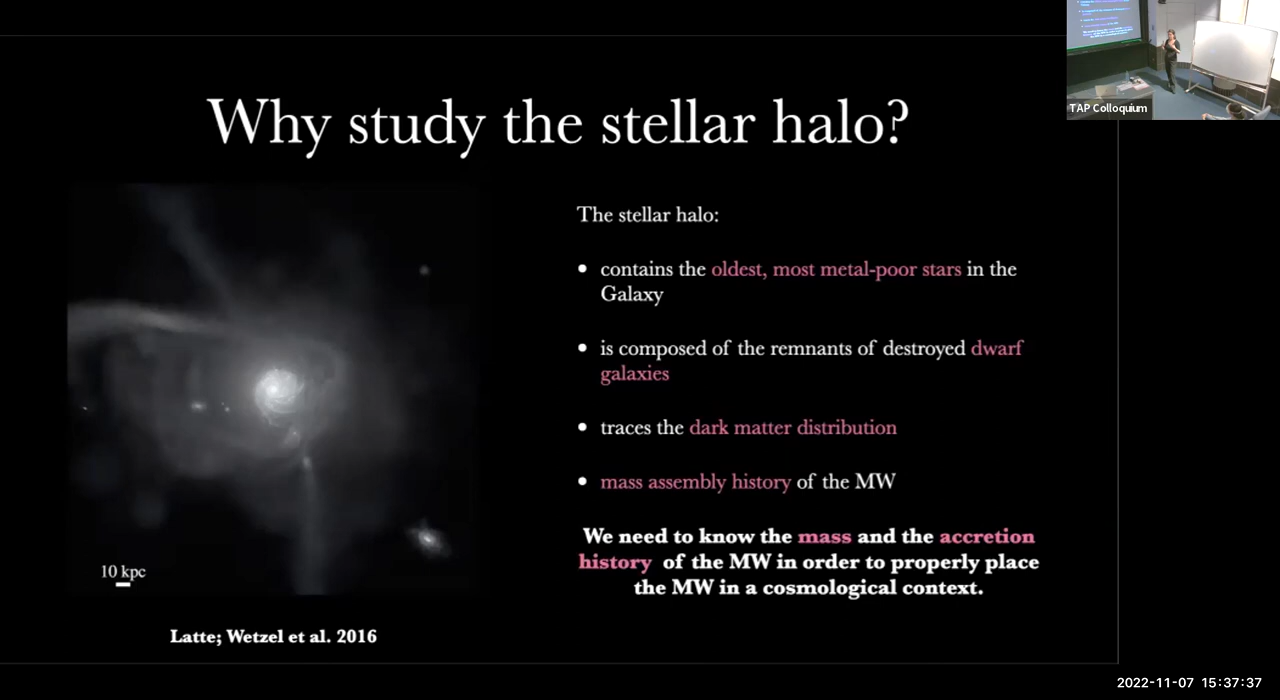 Why study the stellar halo?
TAP Colloquium
The stellar halo:
• contains the oldest, most metal-poor stars in the
Galaxy
• is composed of the remnants of destroyed dwarf
galaxies
• traces the dark matter distribution
• mass assembly history of the MW
We need to know the mass and the accretion
history of the MW in order to properly place
the MW in a cosmological context.
10 kpc
Latte; Wetzel et al. 2016
2022-11-07 15:37:37